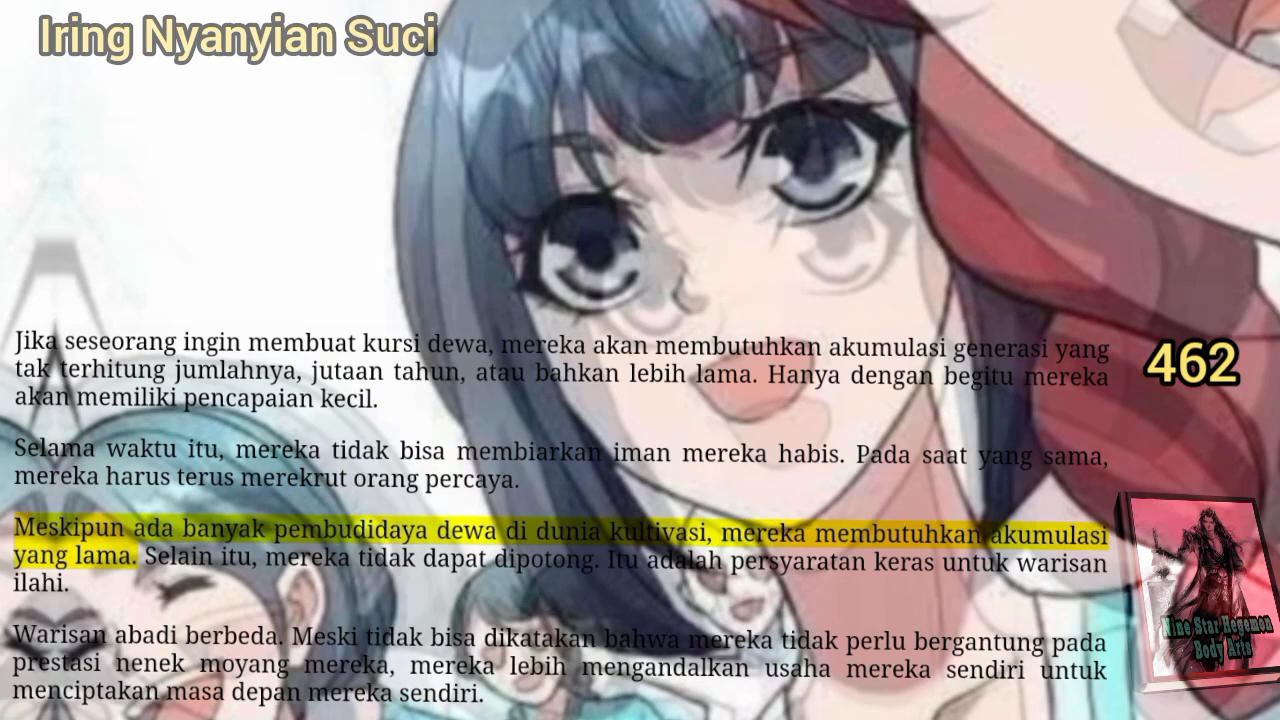 Iring Nyanyian Suci
Jika seseorang ingin membuat kursi dewa, mereka akan membutuhkan akumulasi generasi yang
tak terhitung jumlahnya, jutaan tahun, atau bahkan lebih lama. Hanya dengan begitu mereka
akan memiliki pencapaian kecil.
462
Selama waktu itu, mereka tidak bisa membiarkan iman mereka habis. Pada saat yang sama,
mereka harus terus merekrut orang percaya.
Meskipun ada banyak pembudidaya dewa di dunia kultivasi, mereka membutuhkan akumulasi
yang lama. Selain itu, mereka tidak dapat dipotong. Itu adalah persyaratan keras untuk warisan
ilahi.
Warisan abadi berbeda. Meski tidak bisa dikatakan bahwa mereka tidak perlu bergantung pada
prestasi nenek moyang mereka, mereka lebih mengandalkan usaha mereka sendiri untuk
menciptakan masa depan mereka sendiri.
Nine Star Hegemon
Body Arts